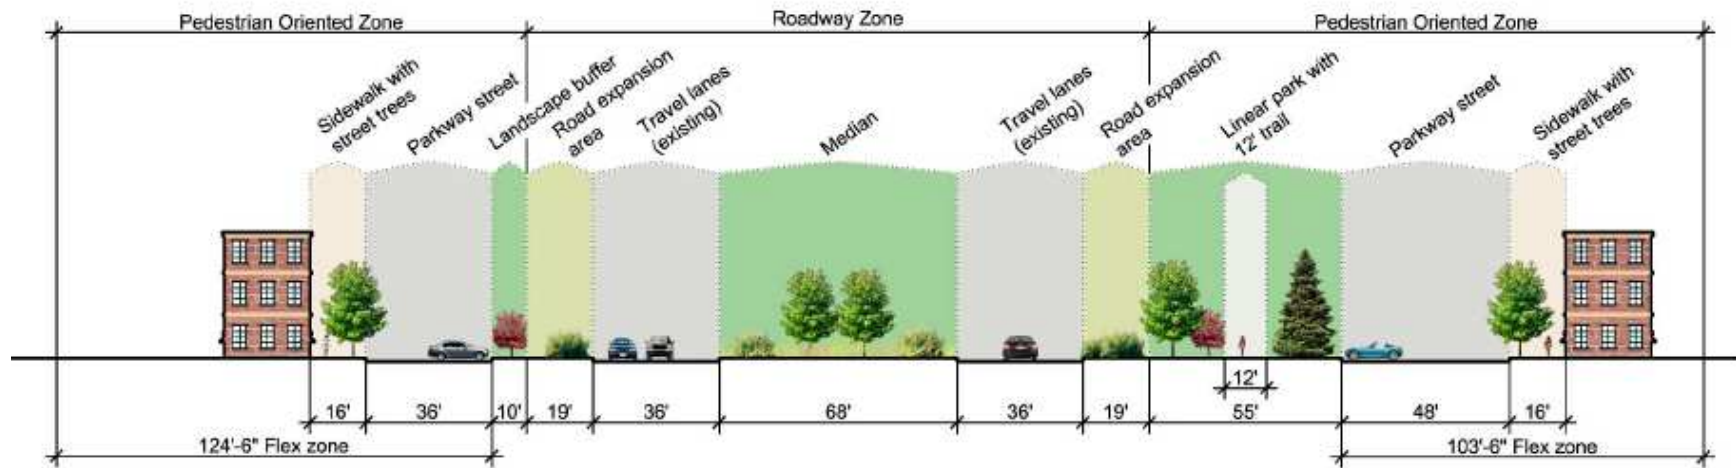 Pedestrian Oriented Zone
Roadway Zone
Pedestrian Oriented Zone
Sidewalk with
street trees
Parkway street
Landscape buffer
Road expansion
area
Travel lanes
(existing)
Median
Travel lanes
(existing)
Road expansion
area
Linear park with
12' trail
Parkway street
Sidewalk with
street trees
12'
16'
36'
10'
19'
36'
68'
36'
19'
55'
48'
16'
124'-6" Flex zone
103'-6" Flex zone